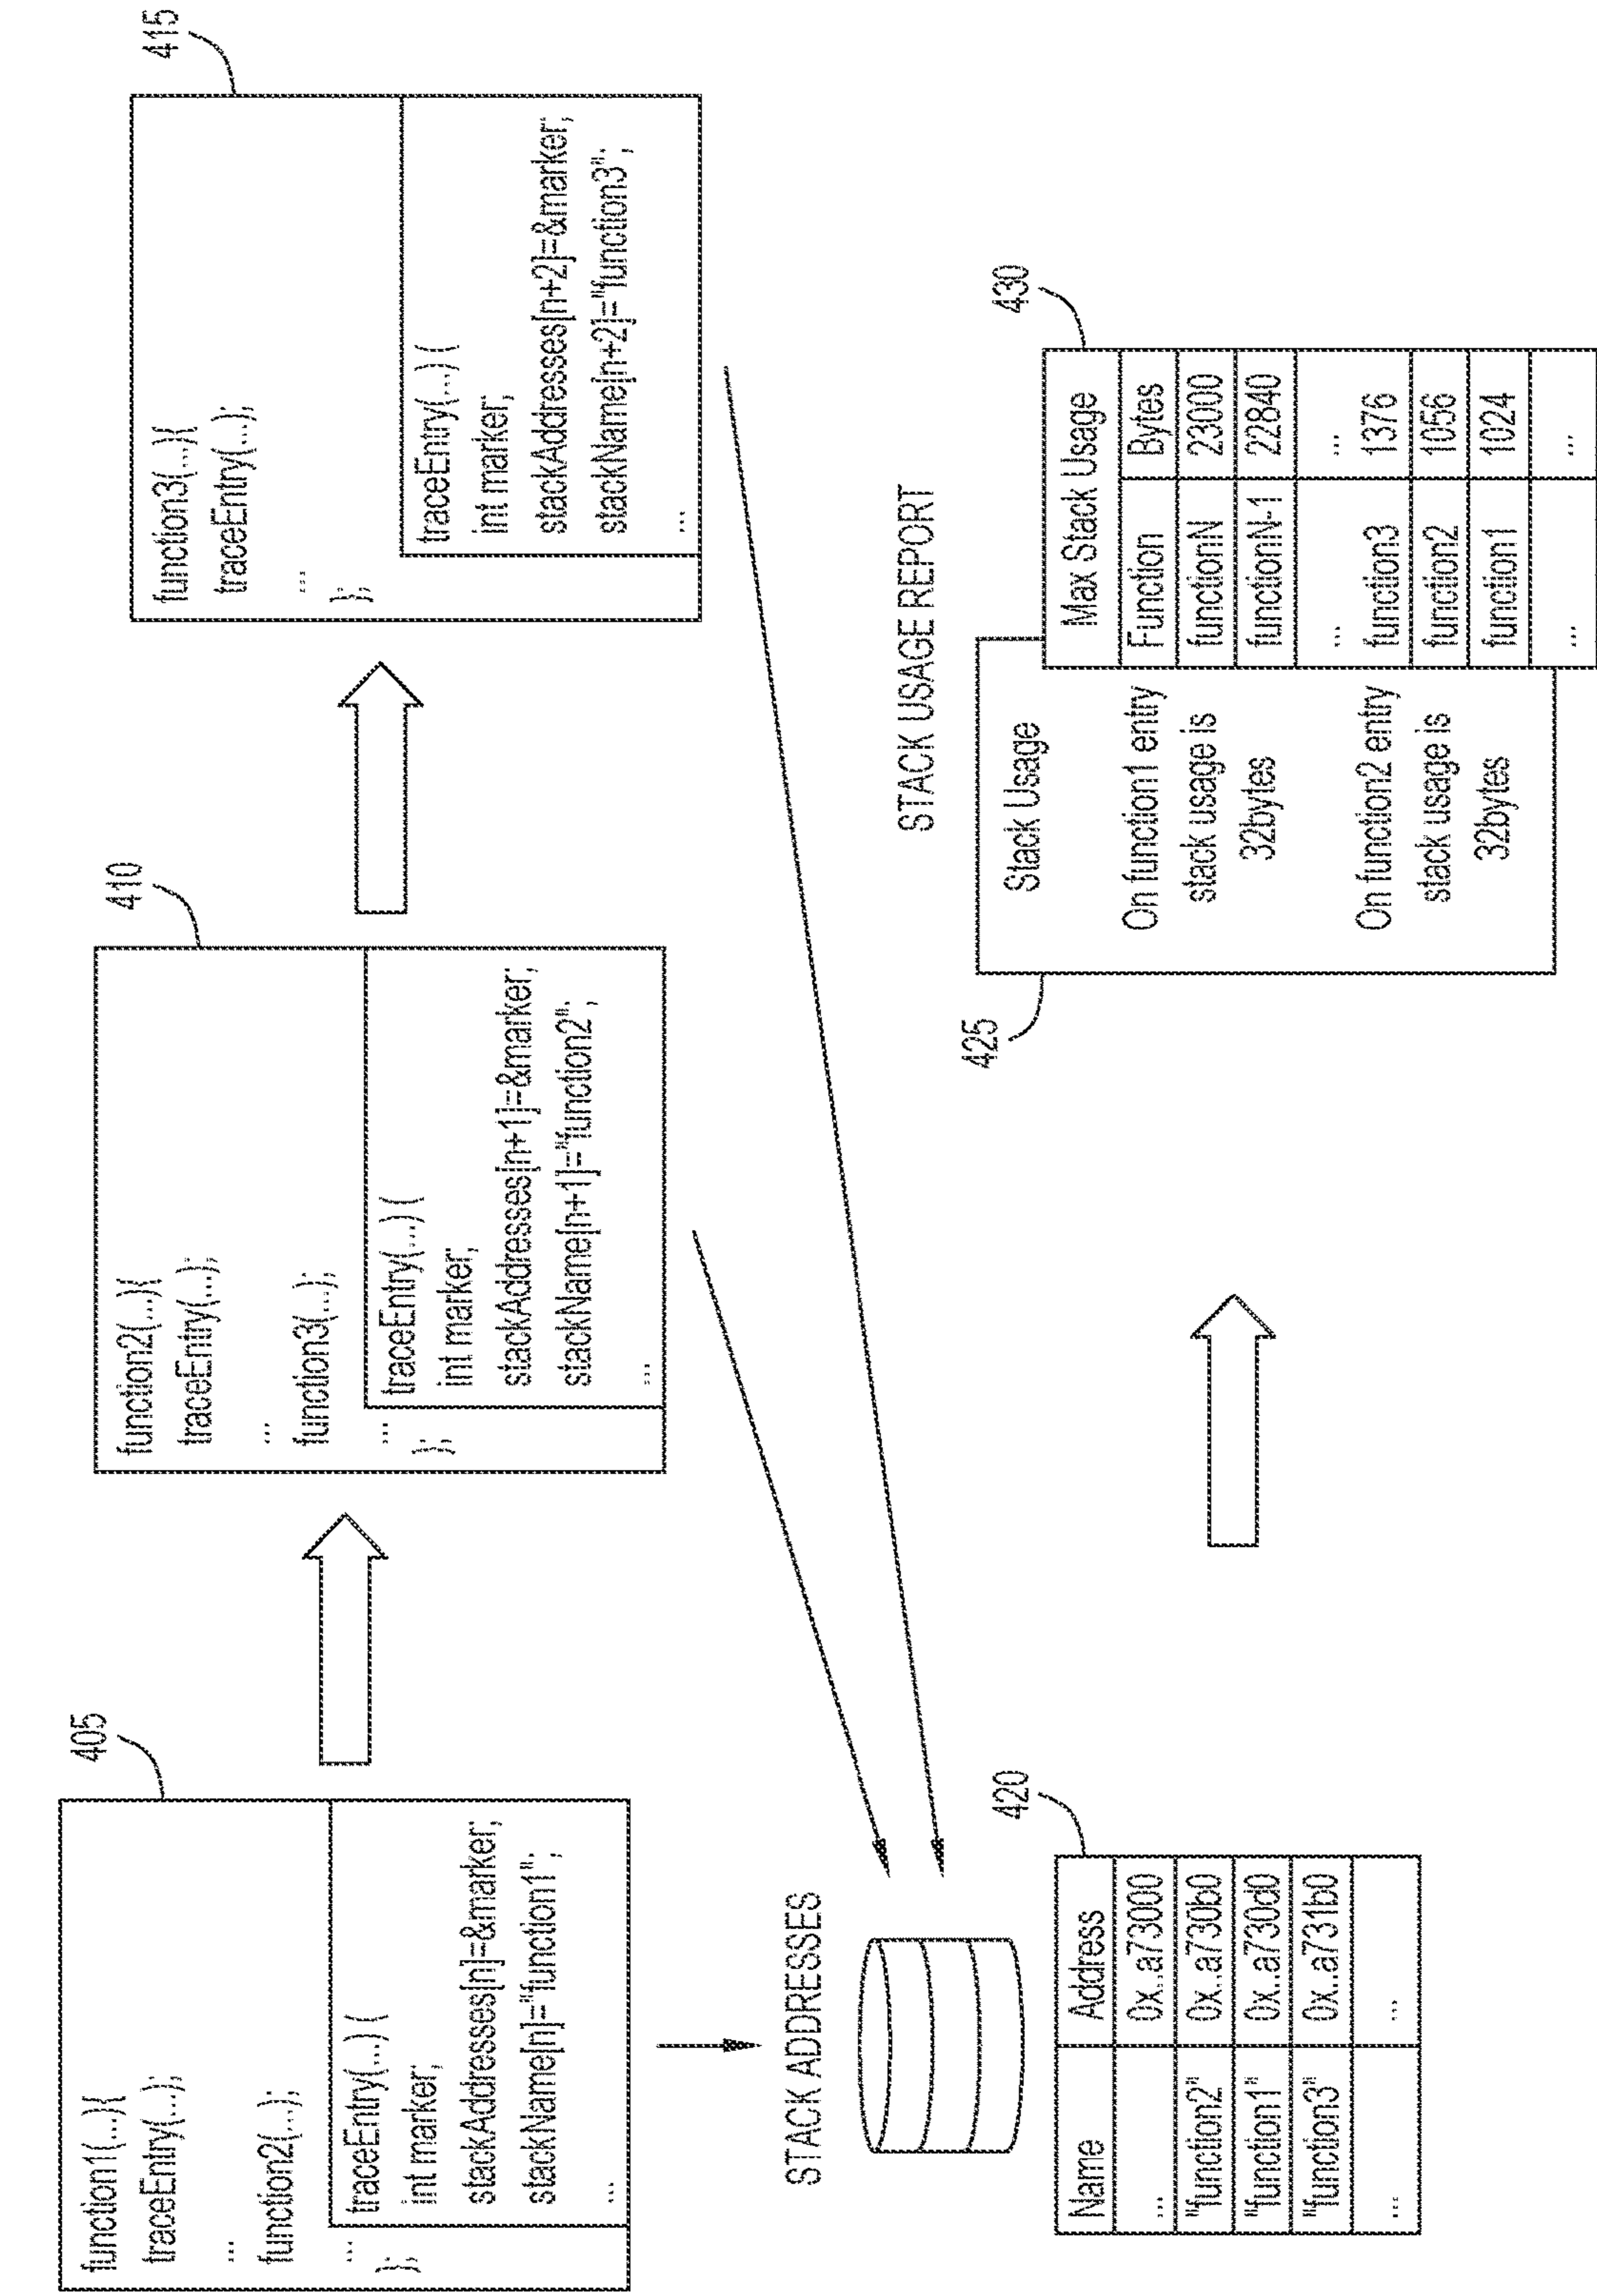 405
function1(...){
traceEntry(...);
...
function2(...);
...
};
traceEntry(...) (
int marker;
stackAddresses[n]=&marker;
stackName[n]="function1";
...
410
function2(...){
traceEntry(...);
...
function3(...);
...
};
traceEntry(...) (
int marker;
stackAddresses[n+1]=&marker;
stackName[n+1]="function2";
...
415
function3(...){
traceEntry(...);
...
};
traceEntry(...) (
int marker;
stackAddresses[n+2]=&marker;
stackName[n+2]="function3";
...
STACK ADDRESSES
420
Name Address
... 0x..a73000
"function2" 0x..a730b0
"function1" 0x..a730d0
"function3" 0x..a731b0
... ...
STACK USAGE REPORT
425
Stack Usage
On function1 entry
stack usage is
32bytes
On function2 entry
stack usage is
32bytes
430
Max Stack Usage
Function Bytes
functionN 23000
functionN-1 22840
... ...
function3 1376
function2 1056
function1 1024
... ...